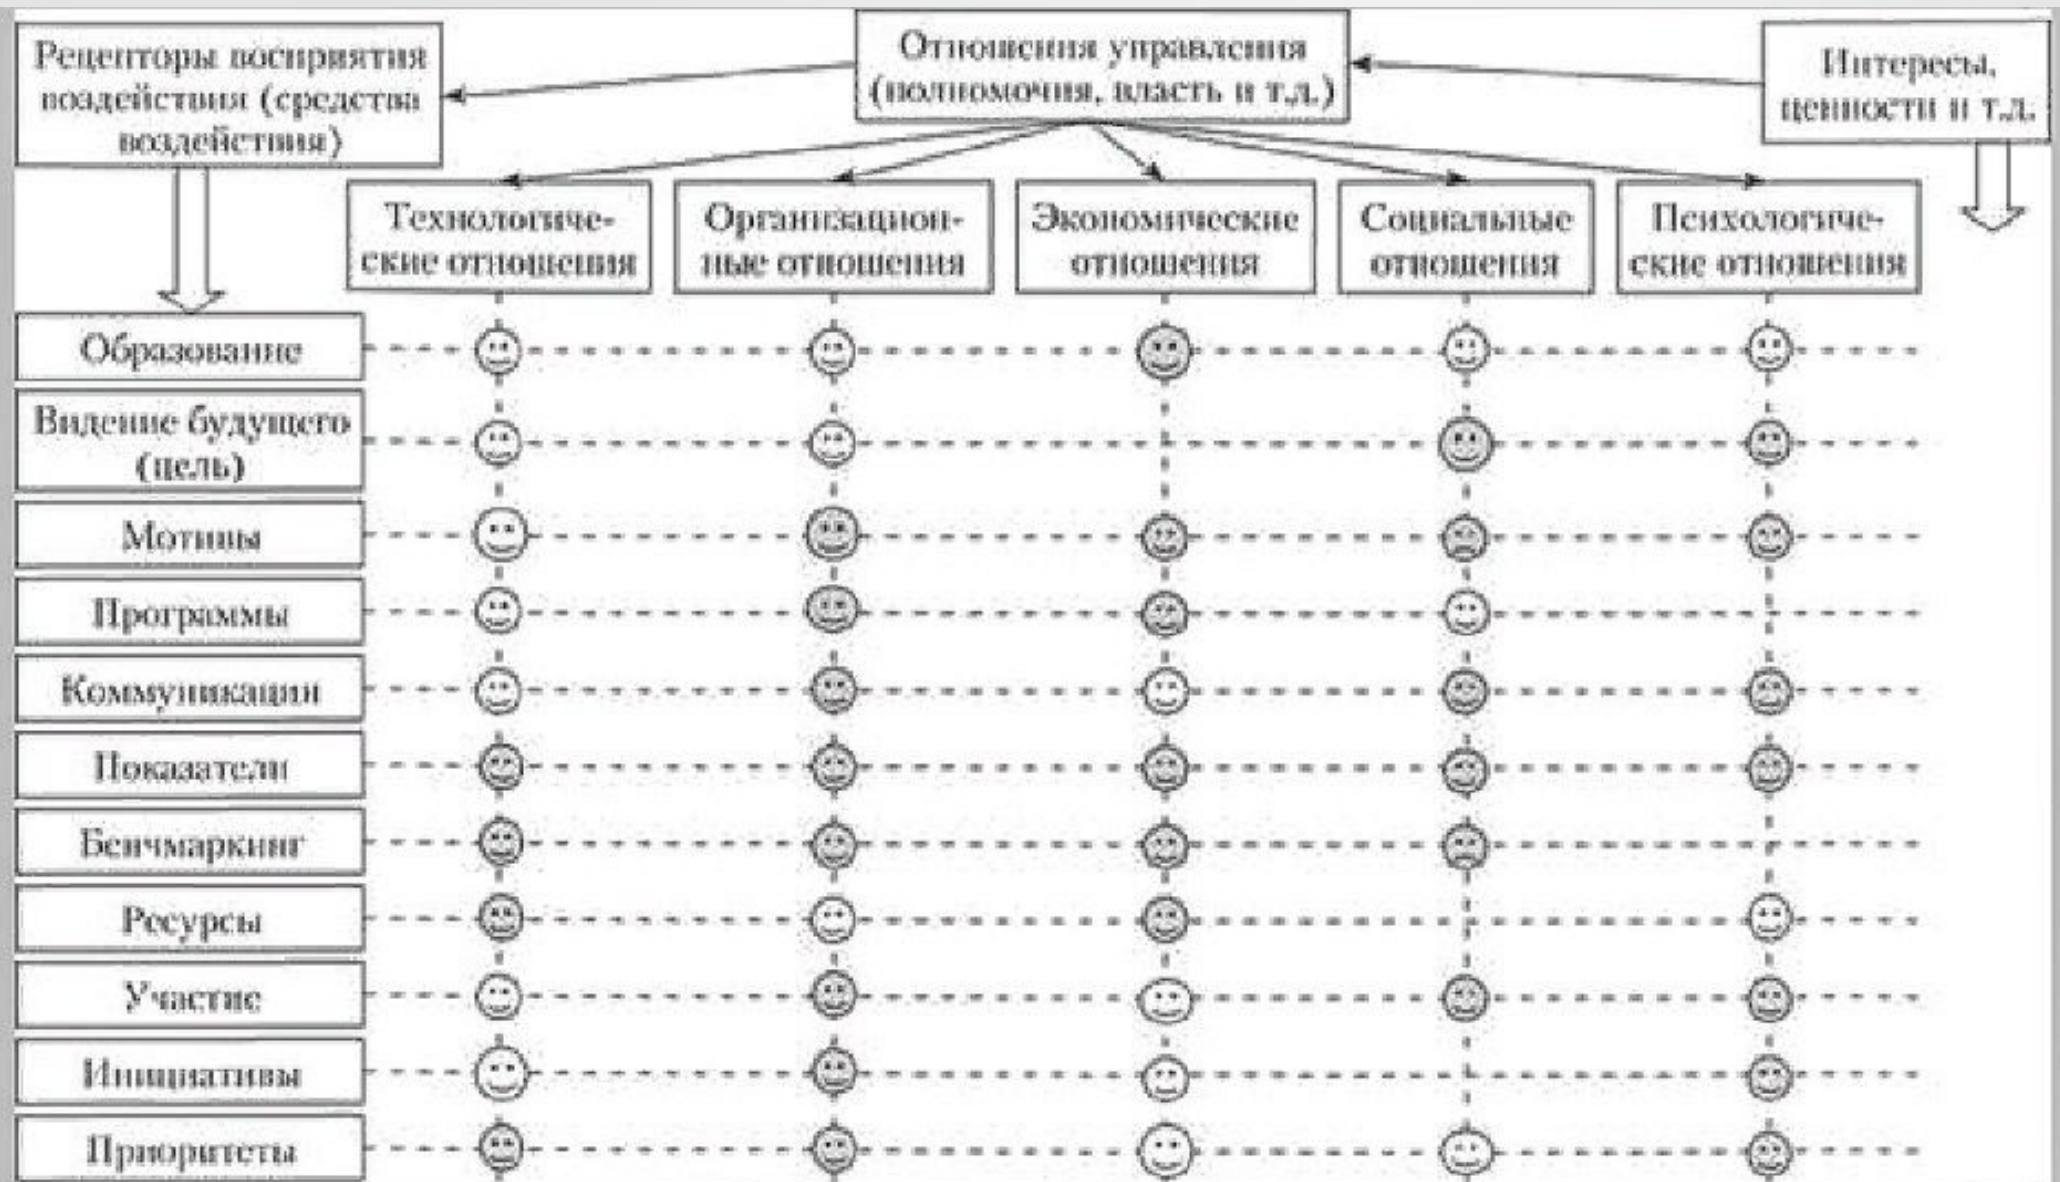 Рецепторы восприятия
воздействия (средства
воздействия)
Отношения управления
(полномочия, власть и т.д.)
Интересы,
ценности и т.д.
Технологиче-
ские отношения
Организацион-
ные отношения
Экономические
отношения
Социальные
отношения
Психологиче-
ские отношения
Образование
Видение будущего
(цель)
Мотивы
Программы
Коммуникации
Показатели
Бенчмаркинг
Ресурсы
Участие
Инициативы
Приоритеты